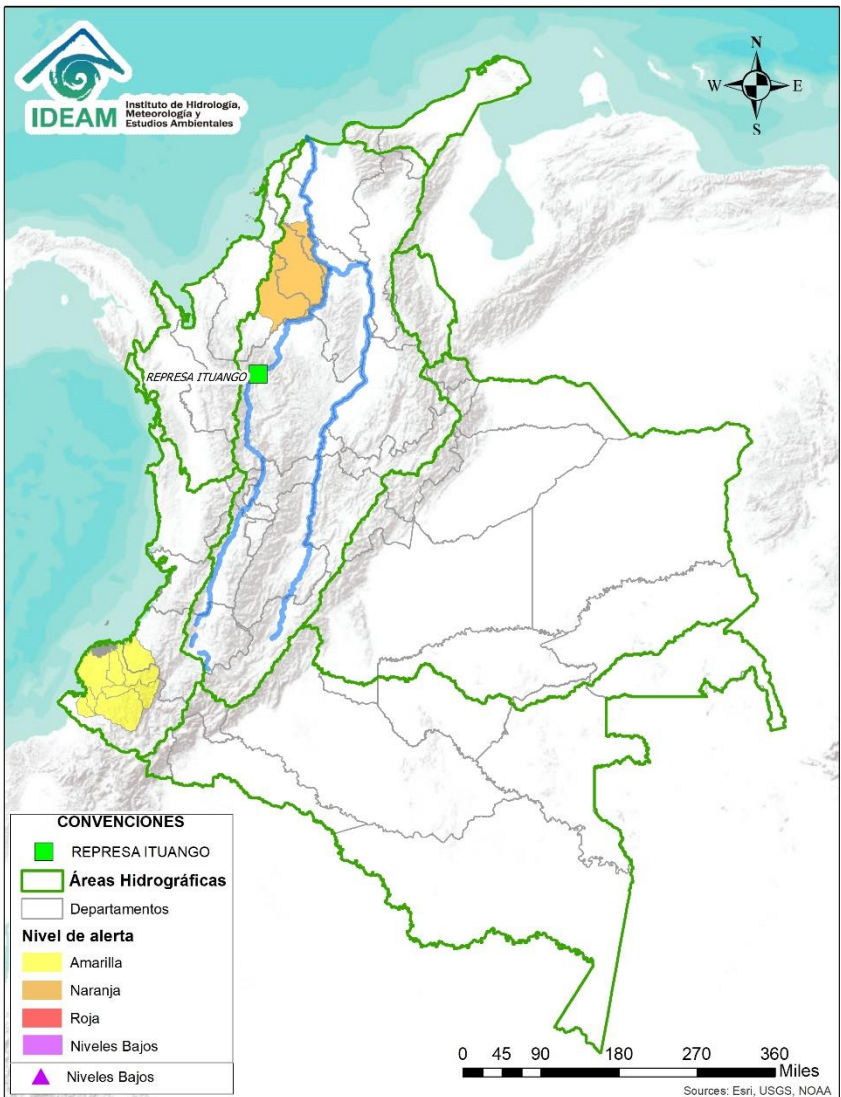 IDEAM
Instituto de Hidrología,
Meteorología y
Estudios Ambientales
N
W E
S
REPRESA ITUANGO
CONVENCIONES
REPRESA ITUANGO
Áreas Hidrográficas
Departamentos
Nivel de alerta
Amarilla
Naranja
Roja
Niveles Bajos
Niveles Bajos
0 45 90 180 270 360
Miles
Sources: Esri, USGS, NOAA